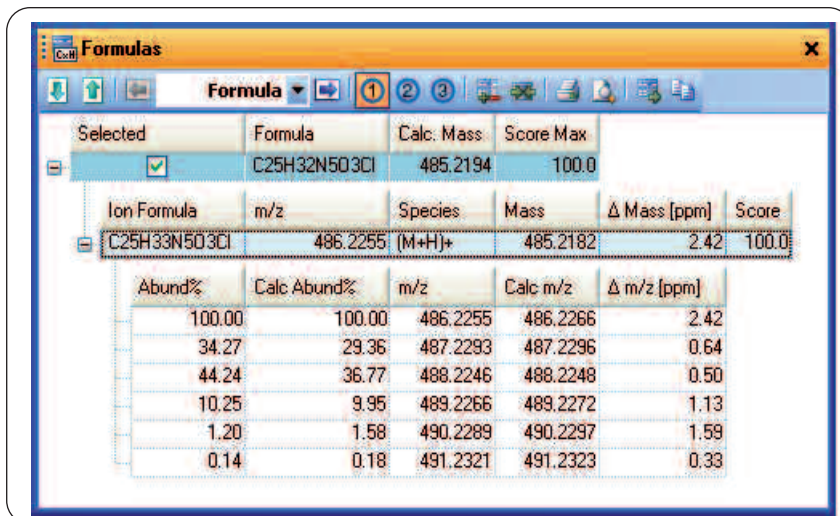 CxH Formulas
Formula 1 2 3
Selected Formula Calc. Mass Score Max
C25H32N5O3Cl 485.2194 100.0
Ion Formula m/z Species Mass Δ Mass [ppm] Score
C25H33N5O3Cl 486.2255 (M+H)+ 485.2182 2.42 100.0
Abund% Calc Abund% m/z Calc m/z Δ m/z [ppm]
100.00 100.00 486.2255 486.2266 2.42
34.27 29.36 487.2293 487.2296 0.64
44.24 36.77 488.2246 488.2248 0.50
10.25 9.95 489.2266 489.2272 1.13
1.20 1.58 490.2289 490.2297 1.59
0.14 0.18 491.2321 491.2323 0.33